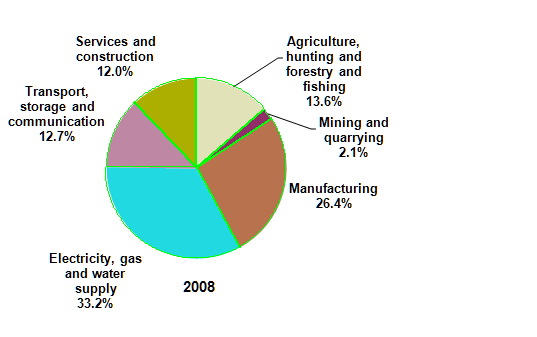 Services and
construction
12.0%
Agriculture,
hunting and
forestry and
fishing
13.6%
Transport,
storage and
communication
12.7%
Mining and
quarrying
2.1%
Manufacturing
26.4%
Electricity, gas
and water
supply
33.2%
2008